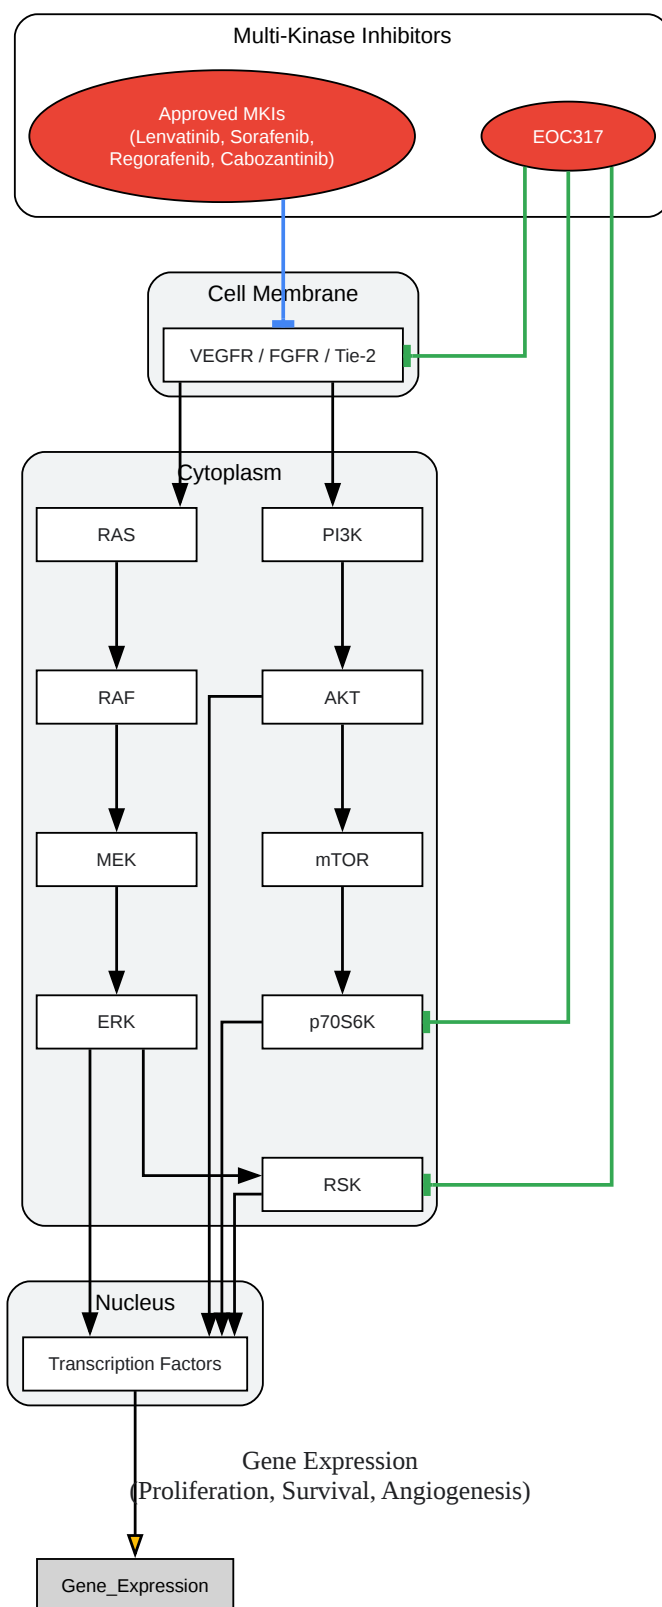 Multi-Kinase Inhibitors
Approved MKIs
(Lenvatinib, Sorafenib,
Regorafenib, Cabozantinib)
EOC317
Cell Membrane
VEGFR / FGFR / Tie-2
Cytoplasm
RAS
PI3K
RAF
AKT
MEK
mTOR
ERK
p70S6K
RSK
Nucleus
Transcription Factors
Gene Expression
(Proliferation, Survival, Angiogenesis)
Gene_Expression